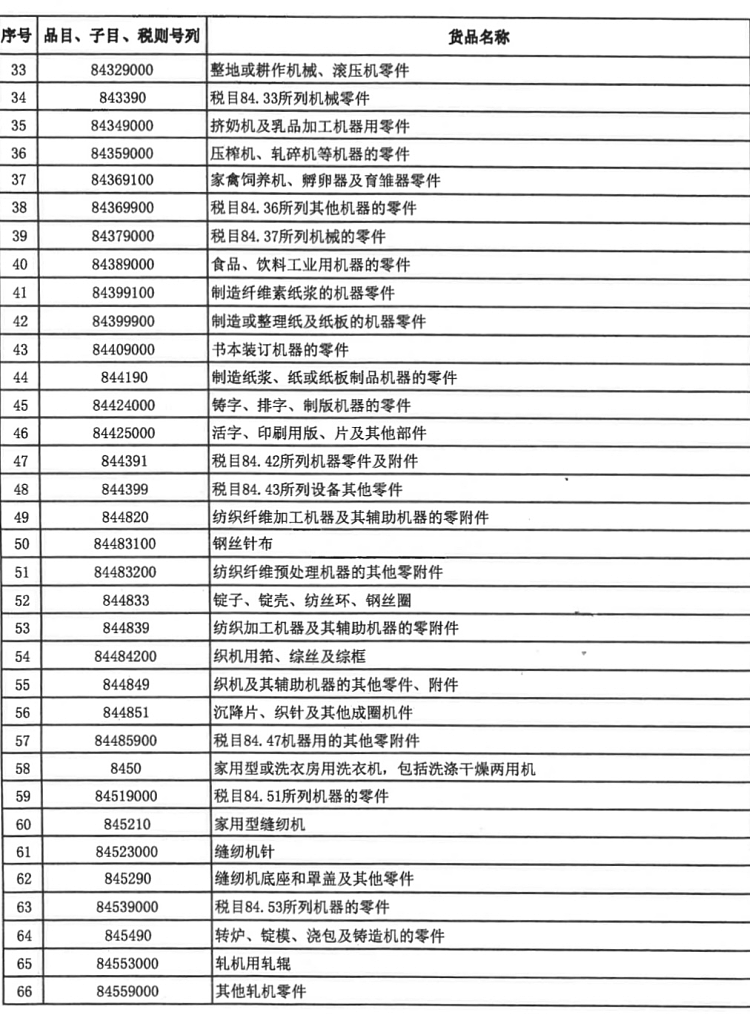 序号 品目、子目、税则号列 货品名称
33 84329000 整地或耕作机械、滚压机零件
34 843390 税目84.33所列机械零件
35 84349000 挤奶机及乳品加工机器用零件
36 84359000 压榨机、轧碎机等机器的零件
37 84369100 家禽饲养机、孵卵器及育雏器零件
38 84369900 税目84.36所列其他机器的零件
39 84379000 税目84.37所列机械的零件
40 84389000 食品、饮料工业用机器的零件
41 84399100 制造纤维素纸浆的机器零件
42 84399900 制造或整理纸及纸板的机器零件
43 84409000 书本装订机器的零件
44 844190 制造纸浆、纸或纸板制品机器的零件
45 84424000 铸字、排字、制版机器的零件
46 84425000 活字、印刷用版、片及其他部件
47 844391 税目84.42所列机器零件及附件
48 844399 税目84.43所列设备其他零件
49 844820 纺织纤维加工机器及其辅助机器的零附件
50 84483100 钢丝针布
51 84483200 纺织纤维预处理机器的其他零附件
52 844833 锭子、锭壳、纺丝环、钢丝圈
53 844839 纺织加工机器及其辅助机器的零附件
54 84484200 织机用筘、综丝及综框
55 844849 织机及其辅助机器的其他零件、附件
56 844851 沉降片、织针及其他成圈机件
57 84485900 税目84.47机器用的其他零附件
58 8450 家用型或洗衣房用洗衣机，包括洗涤干燥两用机
59 84519000 税目84.51所列机器的零件
60 845210 家用型缝纫机
61 84523000 缝纫机针
62 845290 缝纫机底座和罩盖及其他零件
63 84539000 税目84.53所列机器的零件
64 845490 转炉、锭模、浇包及铸造机的零件
65 84553000 轧机用轧辊
66 84559000 其他轧机零件